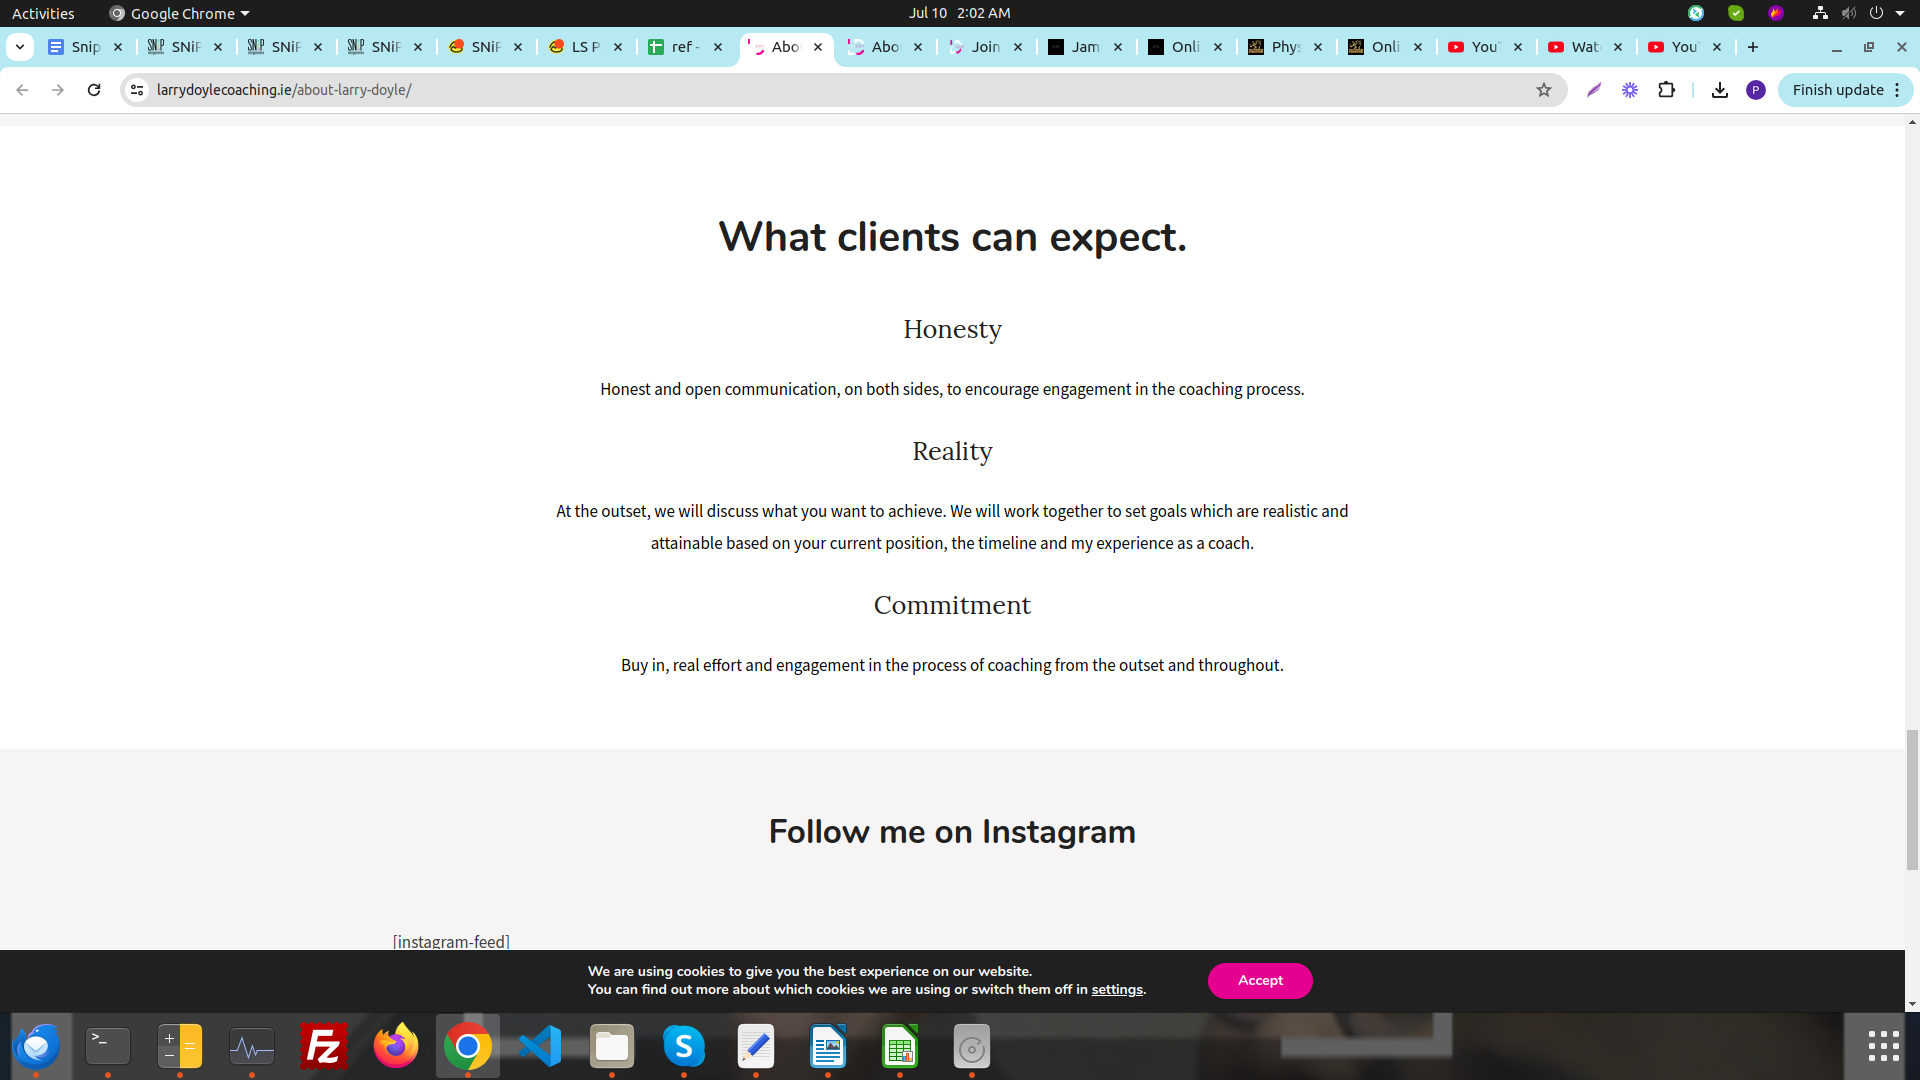 Activities
Google Chrome
Jul 10 2:02 AM
Snip
SNiP
SNiP
SNiP
SNiP
LS P
ref -
Abo
Abo
Join
Jam
Onli
Phys
Onli
YouT
Wat
You
larrydoylecoaching.ie/about-larry-doyle/
P
Finish update
What clients can expect.
Honesty
Honest and open communication, on both sides, to encourage engagement in the coaching process.
Reality
At the outset, we will discuss what you want to achieve. We will work together to set goals which are realistic and
attainable based on your current position, the timeline and my experience as a coach.
Commitment
Buy in, real effort and engagement in the process of coaching from the outset and throughout.
Follow me on Instagram
[instagram-feed]
We are using cookies to give you the best experience on our website.
You can find out more about which cookies we are using or switch them off in settings.
Accept